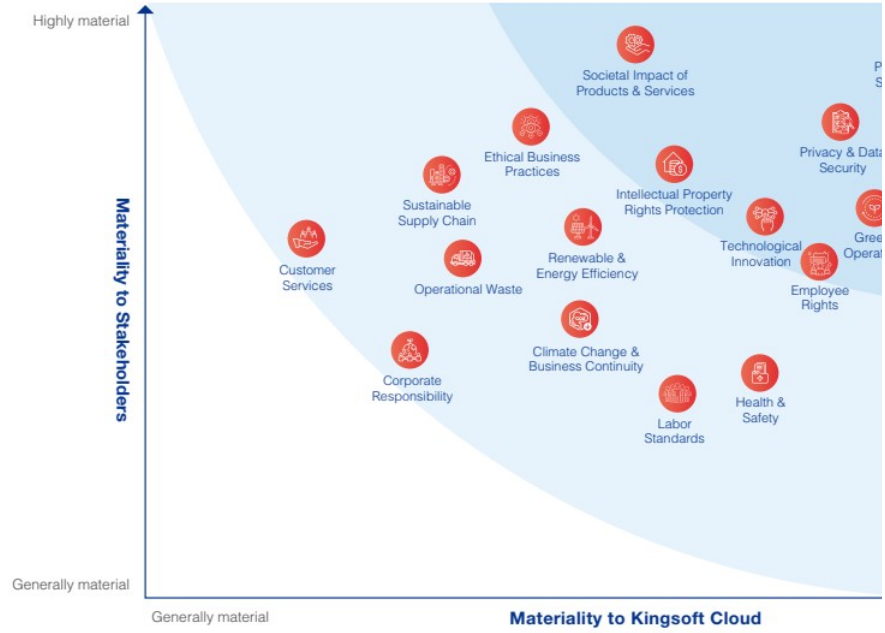 Highly material
Societal Impact of
Products & Services
Privacy & Data
Security
Ethical Business
Practices
Intellectual Property
Rights Protection
Sustainable
Supply Chain
Technological
Innovation
Customer
Services
Renewable &
Energy Efficiency
Operational Waste
Employee
Rights
Climate Change &
Business Continuity
Corporate
Responsibility
Health &
Safety
Labor
Standards
Materiality to Stakeholders
Generally material
Generally material
Materiality to Kingsoft Cloud